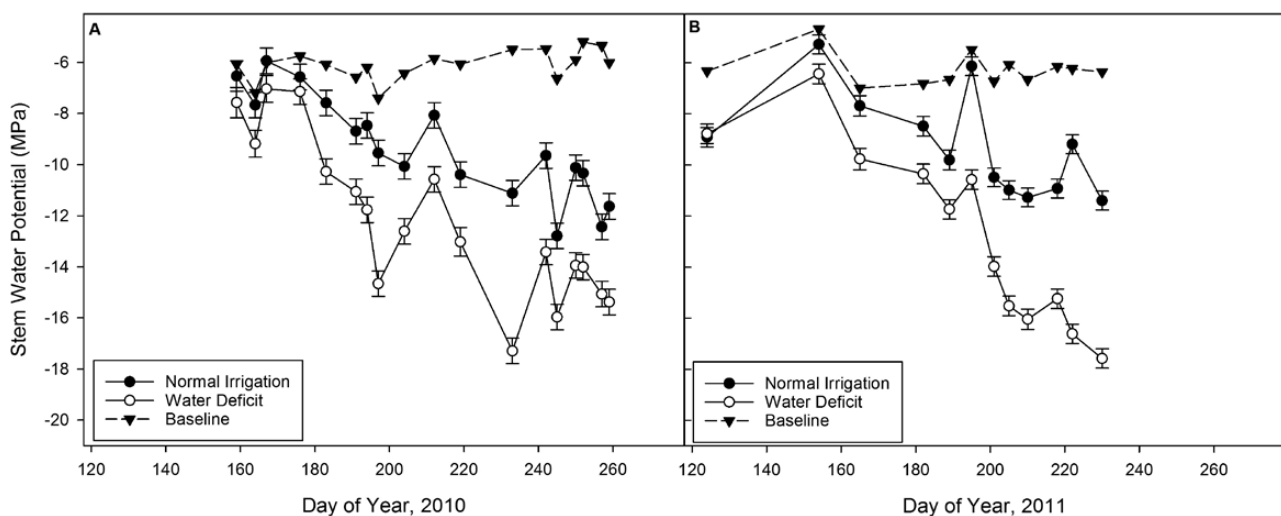 A
B
Stem Water Potential (MPa)
-6
-8
-10
-12
-14
-16
-18
-20
Normal Irrigation
Water Deficit
Baseline
Normal Irrigation
Water Deficit
Baseline
120 140 160 180 200 220 240 260
120 140 160 180 200 220 240 260
Day of Year, 2010
Day of Year, 2011